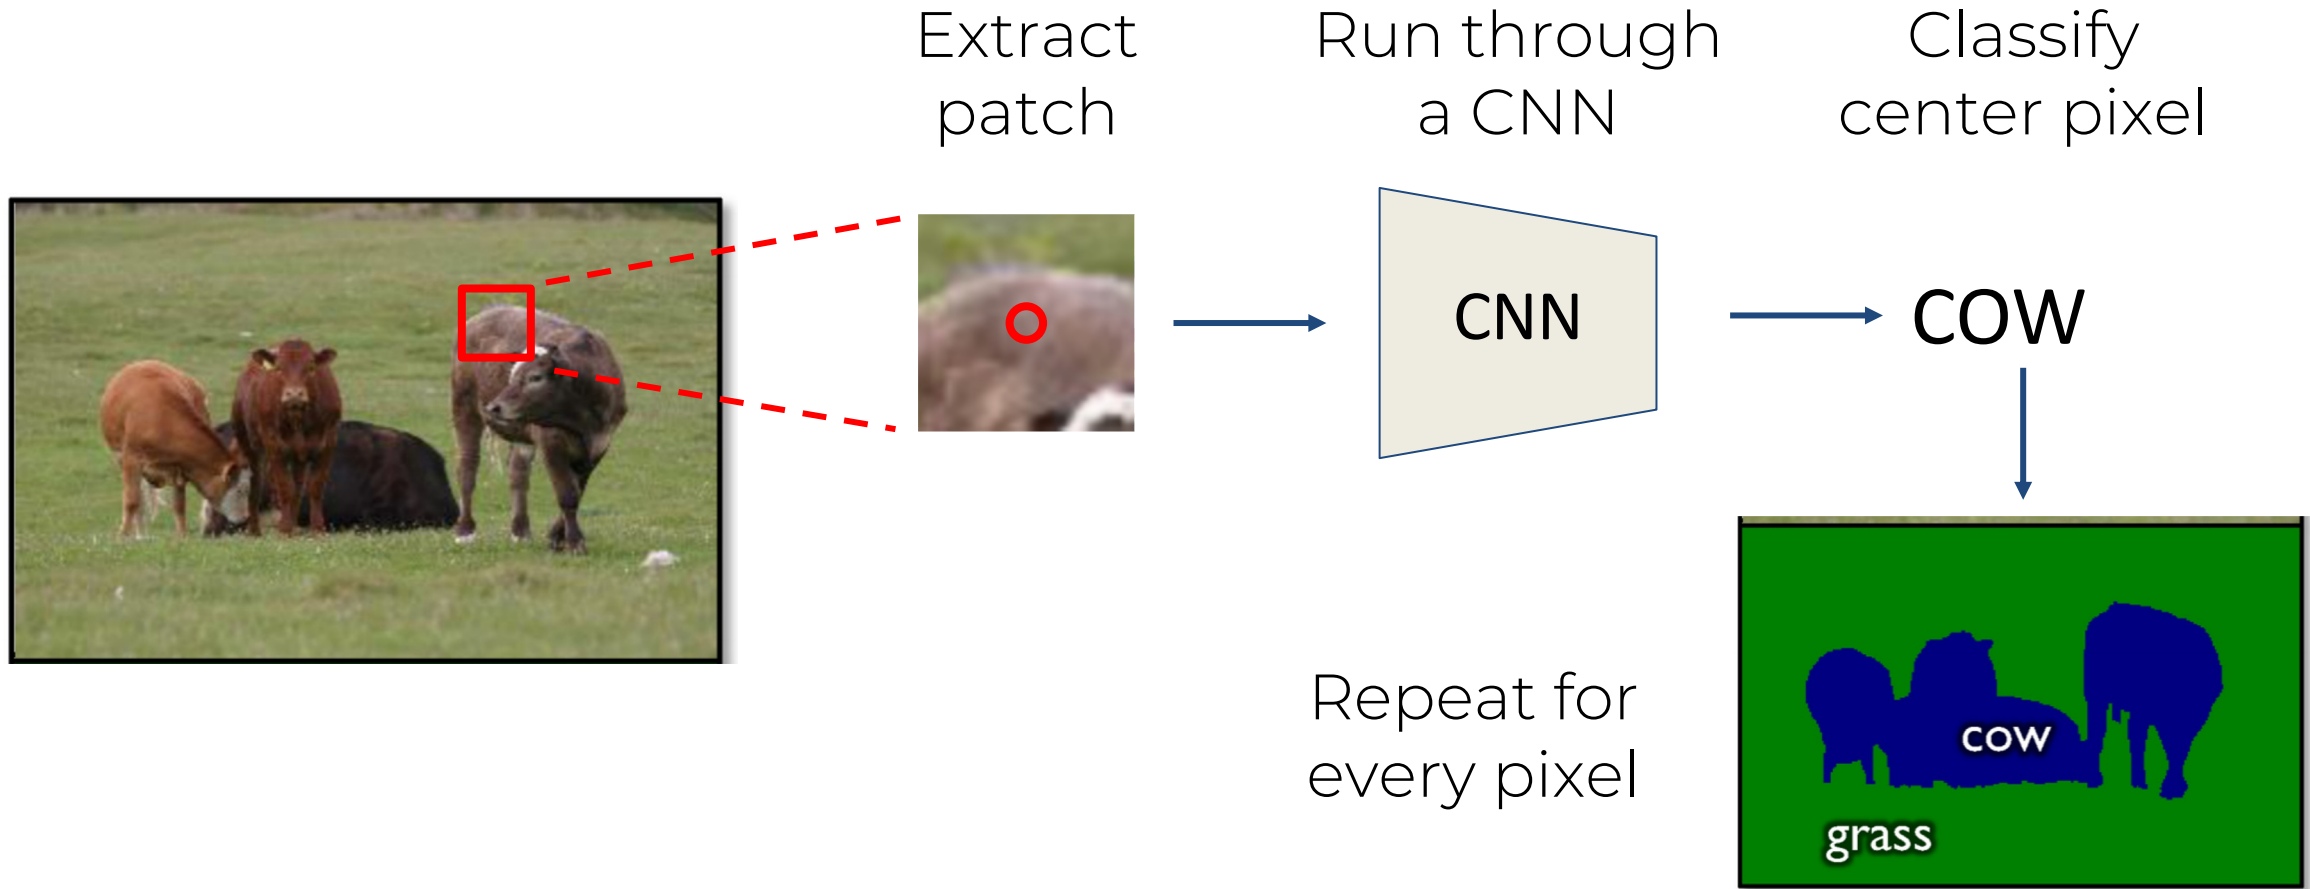 Extract
patch
Run through
a CNN
Classify
center pixel
CNN
COW
Repeat for
every pixel
cow
grass